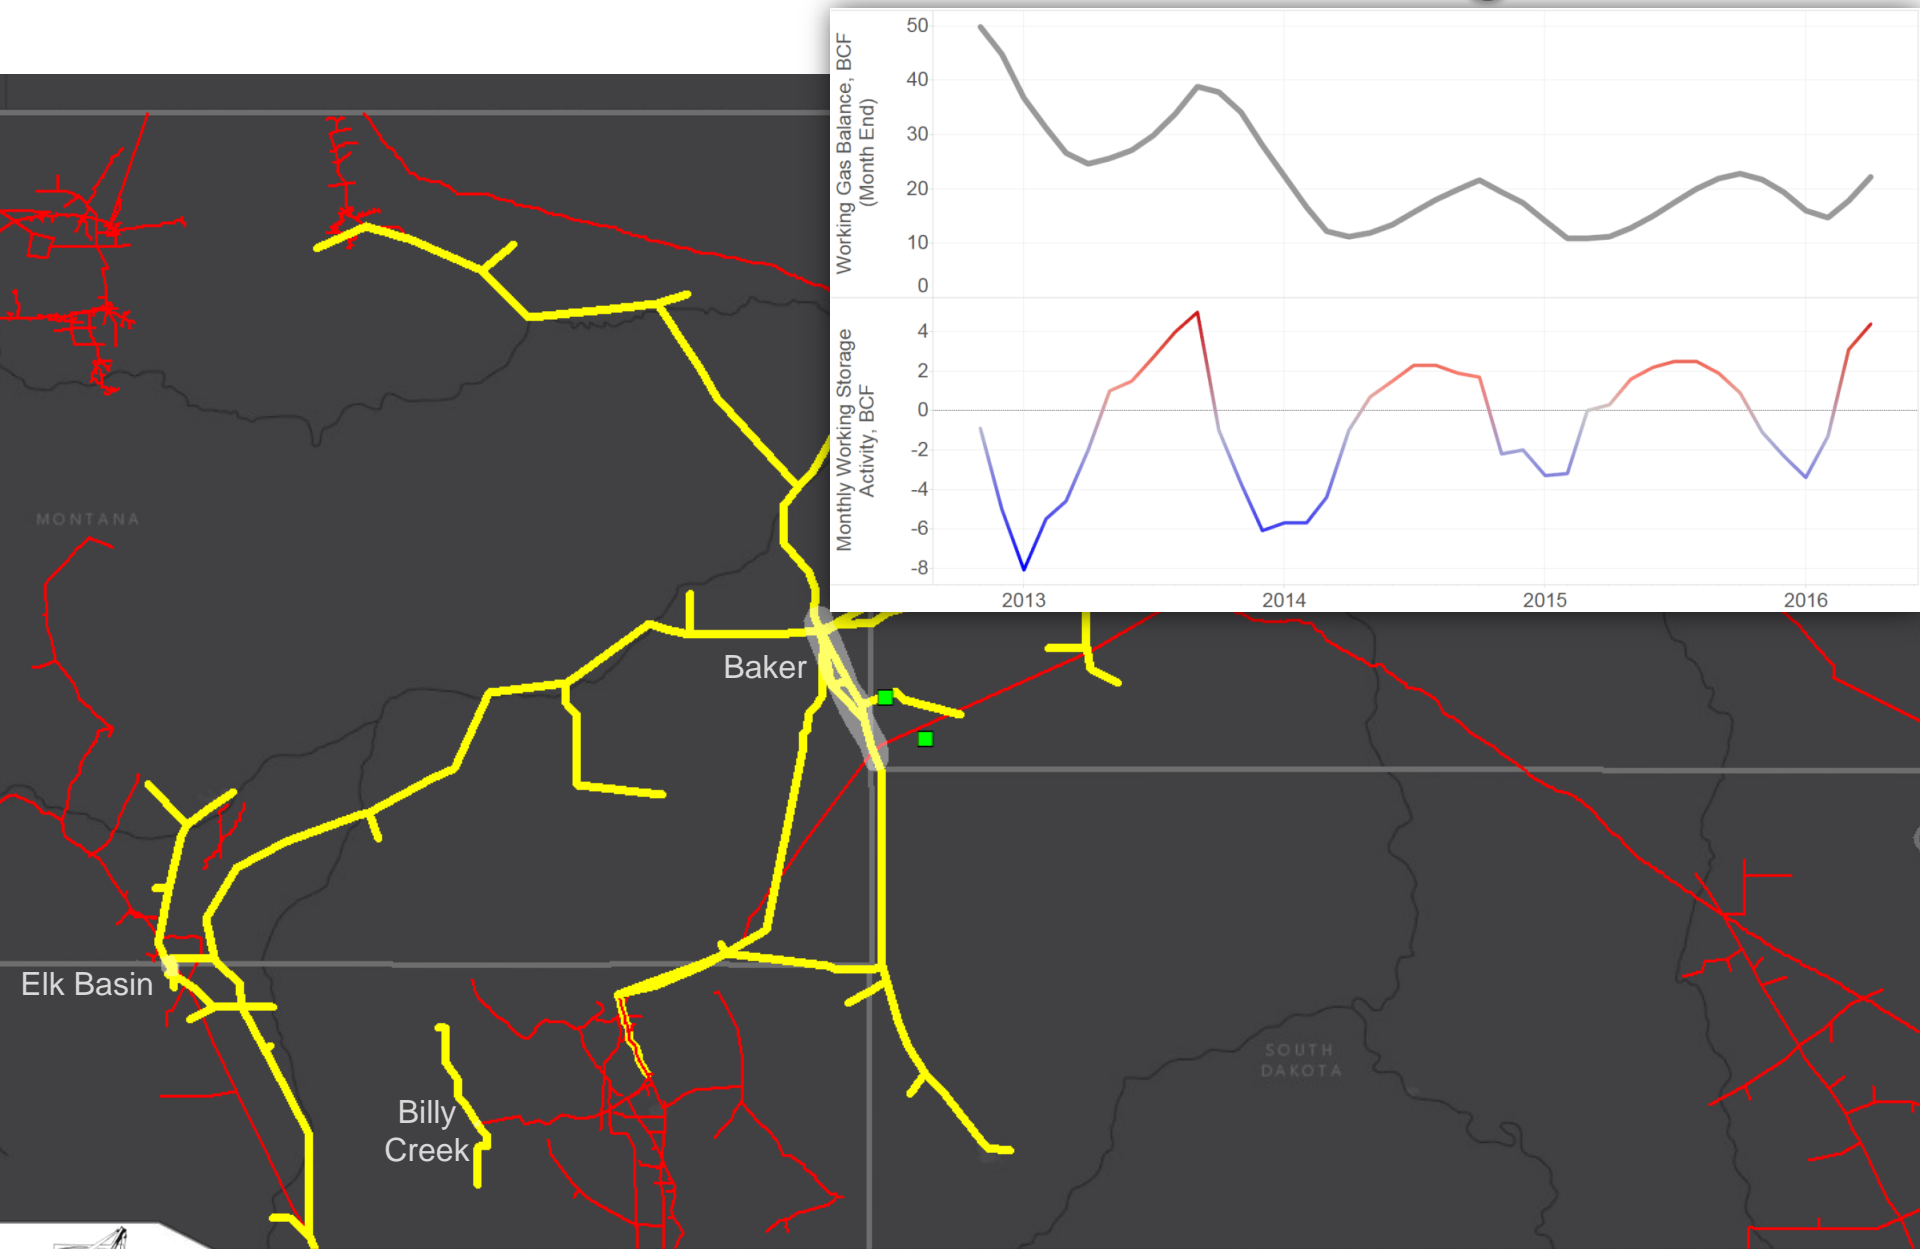 Working Gas Balance, BCF
(Month End)
50
40
30
20
10
0
Monthly Working Storage
Activity, BCF
4
2
0
-2
-4
-6
-8
2013
2014
2015
2016
MONTANA
Baker
Elk Basin
Billy
Creek
SOUTH
DAKOTA